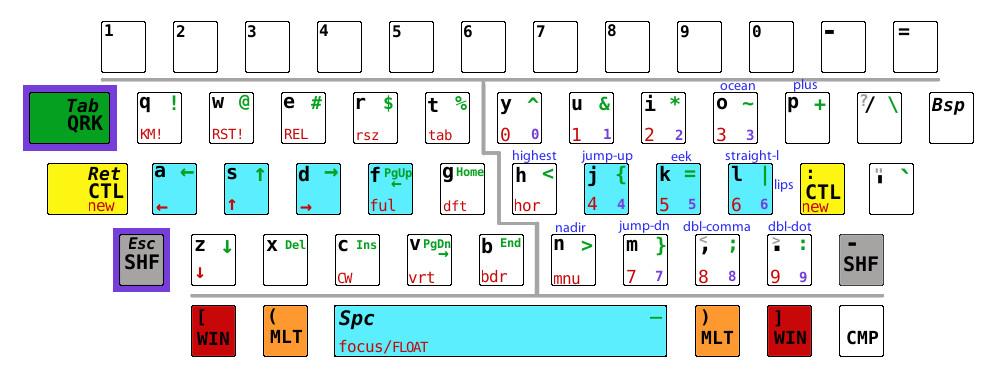 1 2 3 4 5 6 7 8 9 0 - =
ocean plus
Tab q ! w @ e # r $ t % y ^ u & i * o ~ p + ? / \ Bsp
QRK KM! RST! REL rsz tab 0 0 1 1 2 2 3 3
highest jump-up eek straight-l
Ret a ← s ↑ d → f PgUp ← g Home h < j { k = l | : " ' `
CTL lips CTL
new ← ↑ → ful dft hor 4 4 5 5 6 6 new
nadir jump-dn dbl-comma dbl-dot
Esc z ↓ x Del c Ins v PgDn → b End n > m } < , ; > . : -
SHF ↓ CW vrt bdr mnu 7 7 8 8 9 9 SHF
[ ( Spc — ) ]
WIN MLT focus/FLOAT MLT WIN CMP